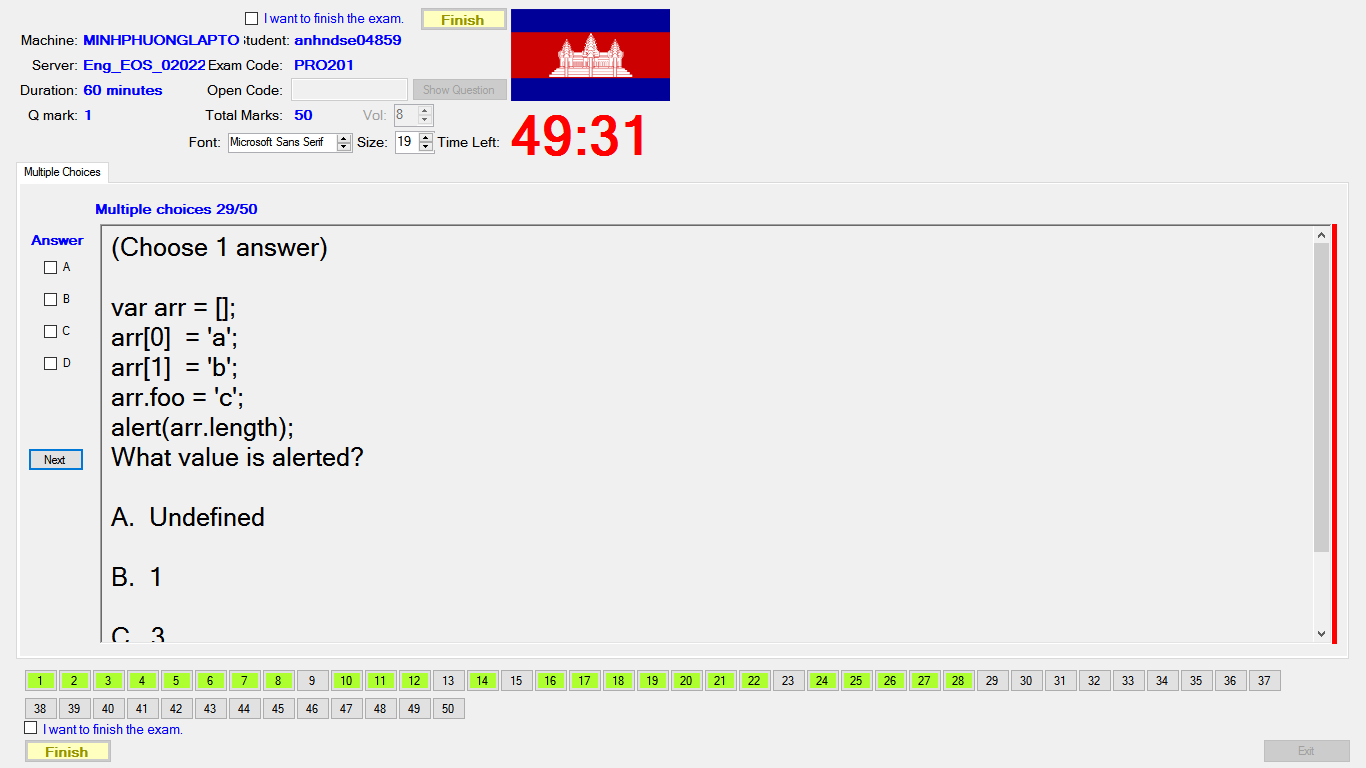 I want to finish the exam.
Finish
Machine: MINHPHUONGLAPTO Student: anhndse04859
Server: Eng_EOS_02022 Exam Code: PRO201
Duration: 60 minutes Open Code: Show Question
Q mark: 1 Total Marks: 50 Vol: 8
Font: Microsoft Sans Serif Size: 19 Time Left: 49:31
Multiple Choices
Multiple choices 29/50
Answer
A
B
C
D
Next
(Choose 1 answer)
var arr = [];
arr[0]  = 'a';
arr[1]  = 'b';
arr.foo = 'c';
alert(arr.length);
What value is alerted?
A.  Undefined
B.  1
C.  3
1 2 3 4 5 6 7 8 9 10 11 12 13 14 15 16 17 18 19 20 21 22 23 24 25 26 27 28 29 30 31 32 33 34 35 36 37
38 39 40 41 42 43 44 45 46 47 48 49 50
I want to finish the exam.
Finish
Exit